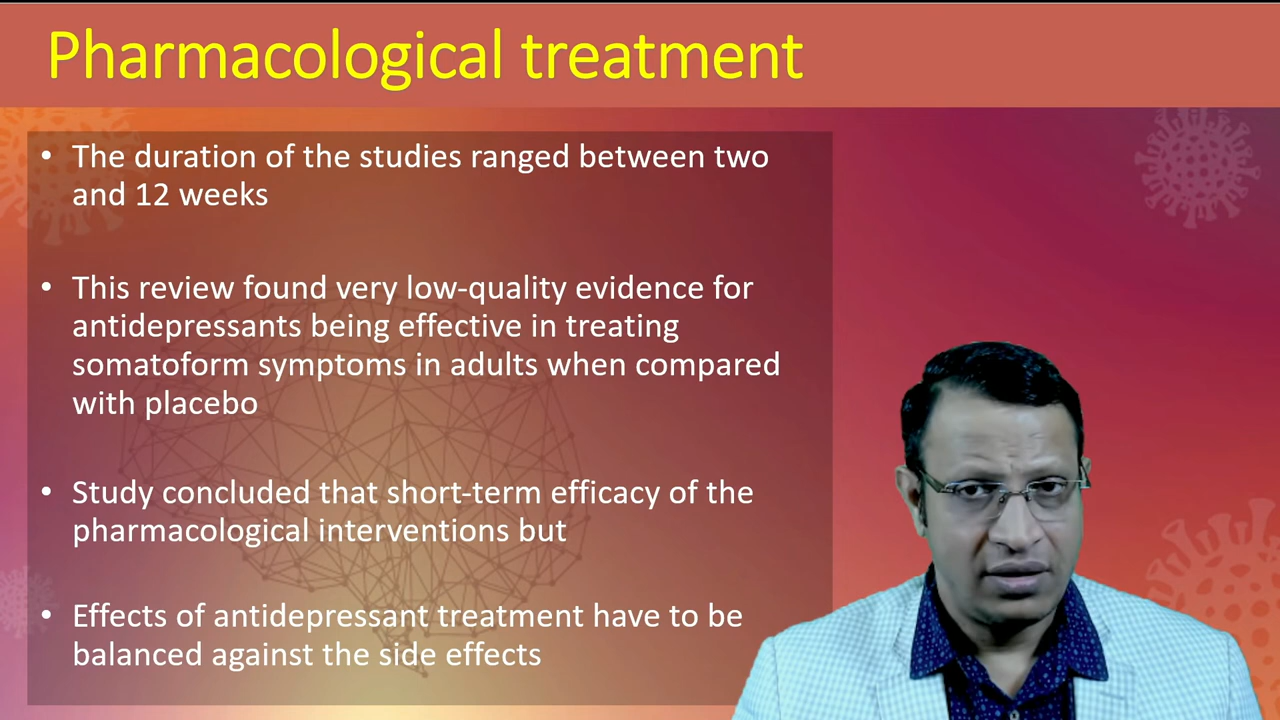 Pharmacological treatment
• The duration of the studies ranged between two
and 12 weeks
• This review found very low-quality evidence for
antidepressants being effective in treating
somatoform symptoms in adults when compared
with placebo
• Study concluded that short-term efficacy of the
pharmacological interventions but
• Effects of antidepressant treatment have to be
balanced against the side effects